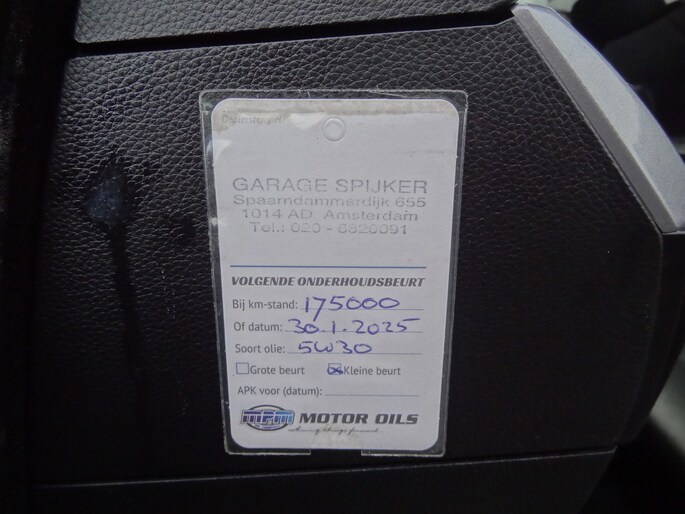 GARAGE SPIJKER
Spaarndammerdijk 655
1014 AD Amsterdam
Tel.: 020 - 6820091
VOLGENDE ONDERHOUDSBEURT
Bij km-stand: 175000
Of datum: 30.1.2025
Soort olie: 5W30
Grote beurt Kleine beurt
APK voor (datum):
mpm MOTOR OILS